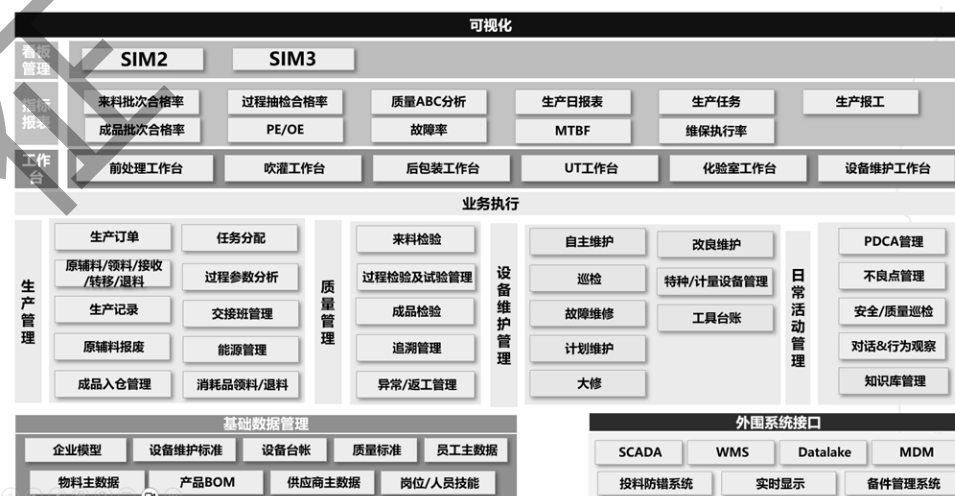 可视化
看板
管理
SIM2
SIM3
指标
报表
来料批次合格率
过程抽检合格率
质量ABC分析
生产日报表
生产任务
生产报工
成品批次合格率
PE/OE
故障率
MTBF
维保执行率
工作
台
前处理工作台
吹灌工作台
后包装工作台
UT工作台
化验室工作台
设备维护工作台
业务执行
生产管理
生产订单
任务分配
原辅料/领料/接收
/转移/退料
过程参数分析
生产记录
交接班管理
原辅料报废
能源管理
成品入仓管理
消耗品领料/退料
质量管理
来料检验
过程检验及试验管理
成品检验
追溯管理
异常/返工管理
设备维护管理
自主维护
改良维护
巡检
特种/计量设备管理
故障维修
工具台账
计划维护
大修
日常活动管理
PDCA管理
不良点管理
安全/质量巡检
对话&行为观察
知识库管理
基础数据管理
企业模型
设备维护标准
设备台帐
质量标准
员工主数据
物料主数据
产品BOM
供应商主数据
岗位/人员技能
外围系统接口
SCADA
WMS
Datalake
MDM
投料防错系统
实时显示
备件管理系统